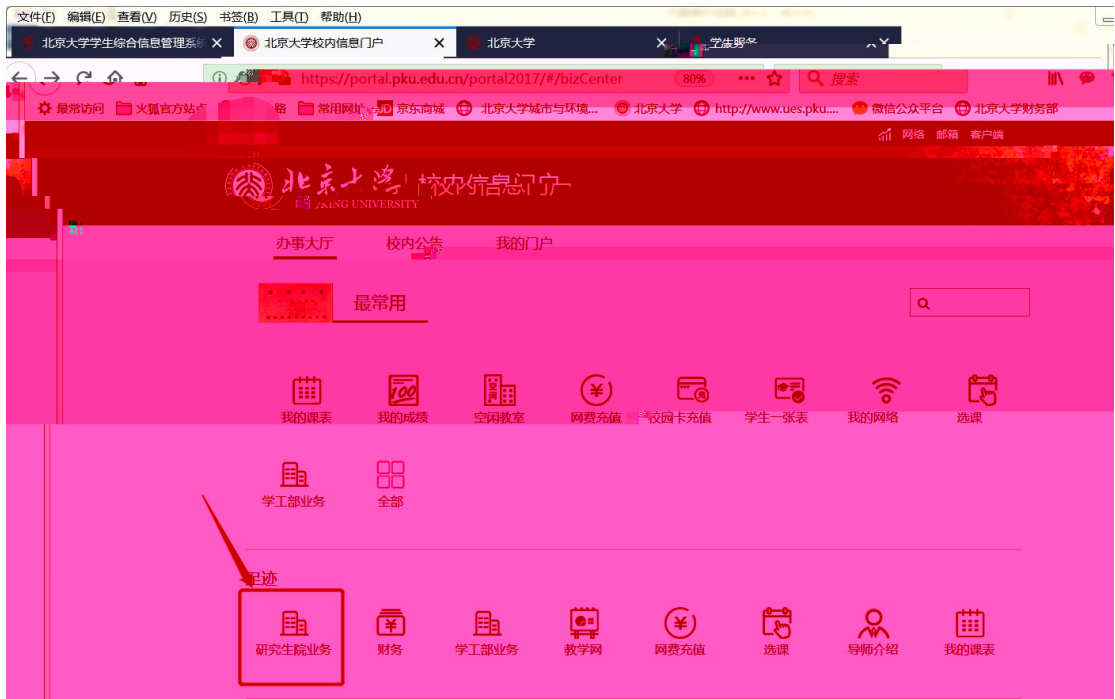 文件(F) 编辑(E) 查看(V) 历史(S) 书签(B) 工具(T) 帮助(H)
北京大学学生综合信息管理系统 北京大学校内信息门户 北京大学
https://portal.pku.edu.cn/portal2017/#/bizCenter 80% 搜索
最常访问 火狐官方站点 常用网址 JD 京东商城 北京大学城市与环境... 北京大学 http://www.ues.pku.... 微信公众平台 北京大学财务部
网络 邮箱 客户端
北京大学 校内信息门户
PEKING UNIVERSITY
办事大厅 校内公告 我的门户
最常用
我的课表 我的成绩 空闲教室 网费充值 校园卡充值 学生一张表 我的网络 选课
学工部业务 全部
足迹
研究生院业务 财务 学工部业务 教学网 网费充值 选课 导师介绍 我的课表